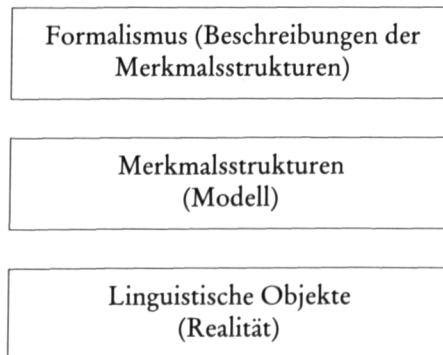 Formalismus (Beschreibungen der
Merkmalsstrukturen)
Merkmalsstrukturen
(Modell)
Linguistische Objekte
(Realität)